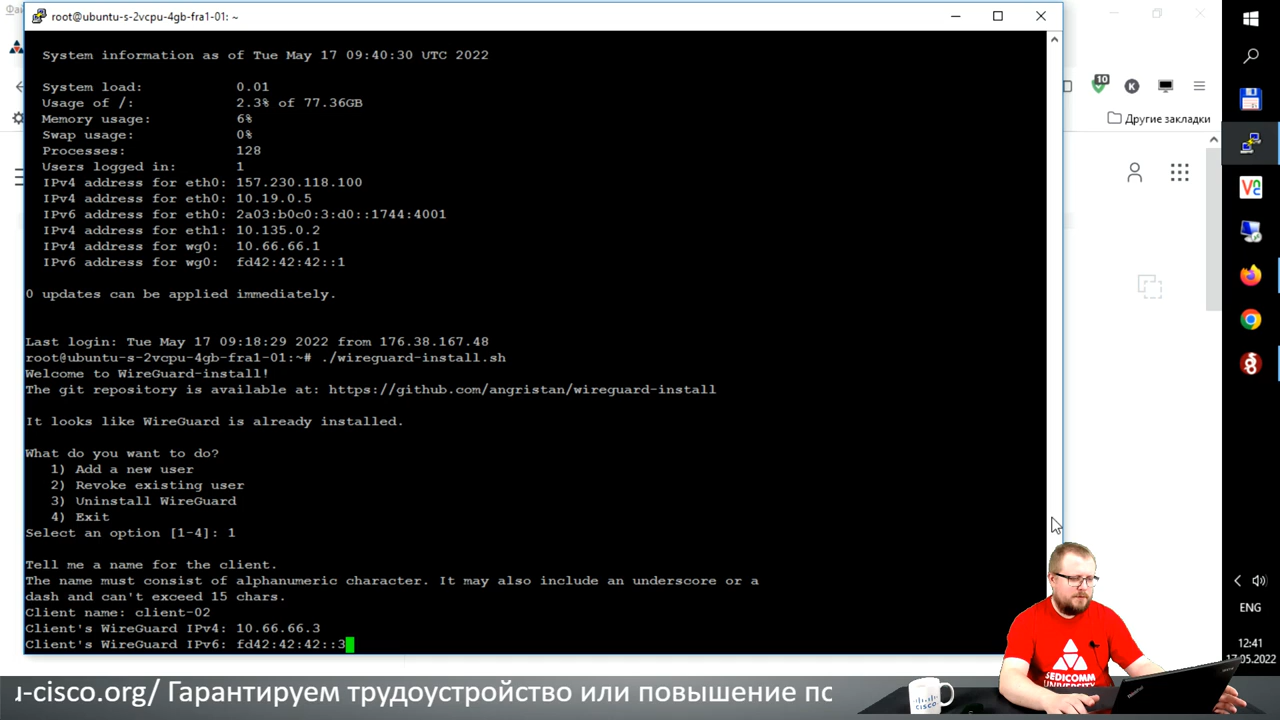 root@ubuntu-s-2vcpu-4gb-fra1-01: ~
System information as of Tue May 17 09:40:30 UTC 2022
System load: 0.01
Usage of /: 2.3% of 77.36GB
Memory usage: 6%
Swap usage: 0%
Processes: 128
Users logged in: 1
IPv4 address for eth0: 157.230.118.100
IPv4 address for eth0: 10.19.0.5
IPv6 address for eth0: 2a03:b0c0:3:d0::1744:4001
IPv4 address for eth1: 10.135.0.2
IPv4 address for wg0: 10.66.66.1
IPv6 address for wg0: fd42:42:42::1
0 updates can be applied immediately.
Last login: Tue May 17 09:18:29 2022 from 176.38.167.48
root@ubuntu-s-2vcpu-4gb-fra1-01:~# ./wireguard-install.sh
Welcome to WireGuard-install!
The git repository is available at: https://github.com/angristan/wireguard-install
It looks like WireGuard is already installed.
What do you want to do?
1) Add a new user
2) Revoke existing user
3) Uninstall WireGuard
4) Exit
Select an option [1-4]: 1
Tell me a name for the client.
The name must consist of alphanumeric character. It may also include an underscore or a
dash and can't exceed 15 chars.
Client name: client-02
Client's WireGuard IPv4: 10.66.66.3
Client's WireGuard IPv6: fd42:42:42::3
10
K
Другие закладки
ENG
12:41
17.05.2022
SEDICOMM
UNIVERSITY
CISCO
u-cisco.org/ Гарантируем трудоустройство или повышение по